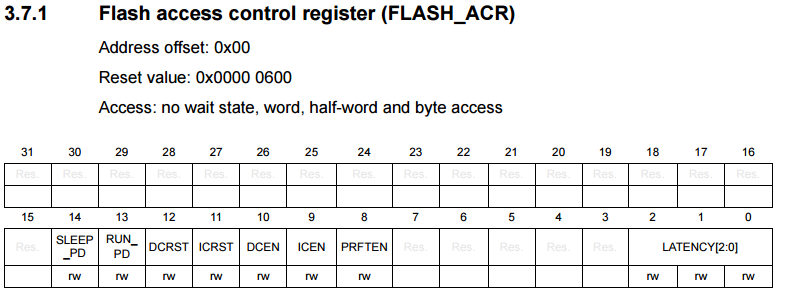 3.7.1 Flash access control register (FLASH_ACR)
Address offset: 0x00
Reset value: 0x0000 0600
Access: no wait state, word, half-word and byte access
31 30 29 28 27 26 25 24 23 22 21 20 19 18 17 16
Res. Res. Res. Res. Res. Res. Res. Res. Res. Res. Res. Res. Res. Res. Res. Res.
15 14 13 12 11 10 9 8 7 6 5 4 3 2 1 0
Res. SLEEP_PD RUN_PD DCRST ICRST DCEN ICEN PRFTEN Res. Res. Res. Res. Res. LATENCY[2:0]
rw rw rw rw rw rw rw rw rw rw